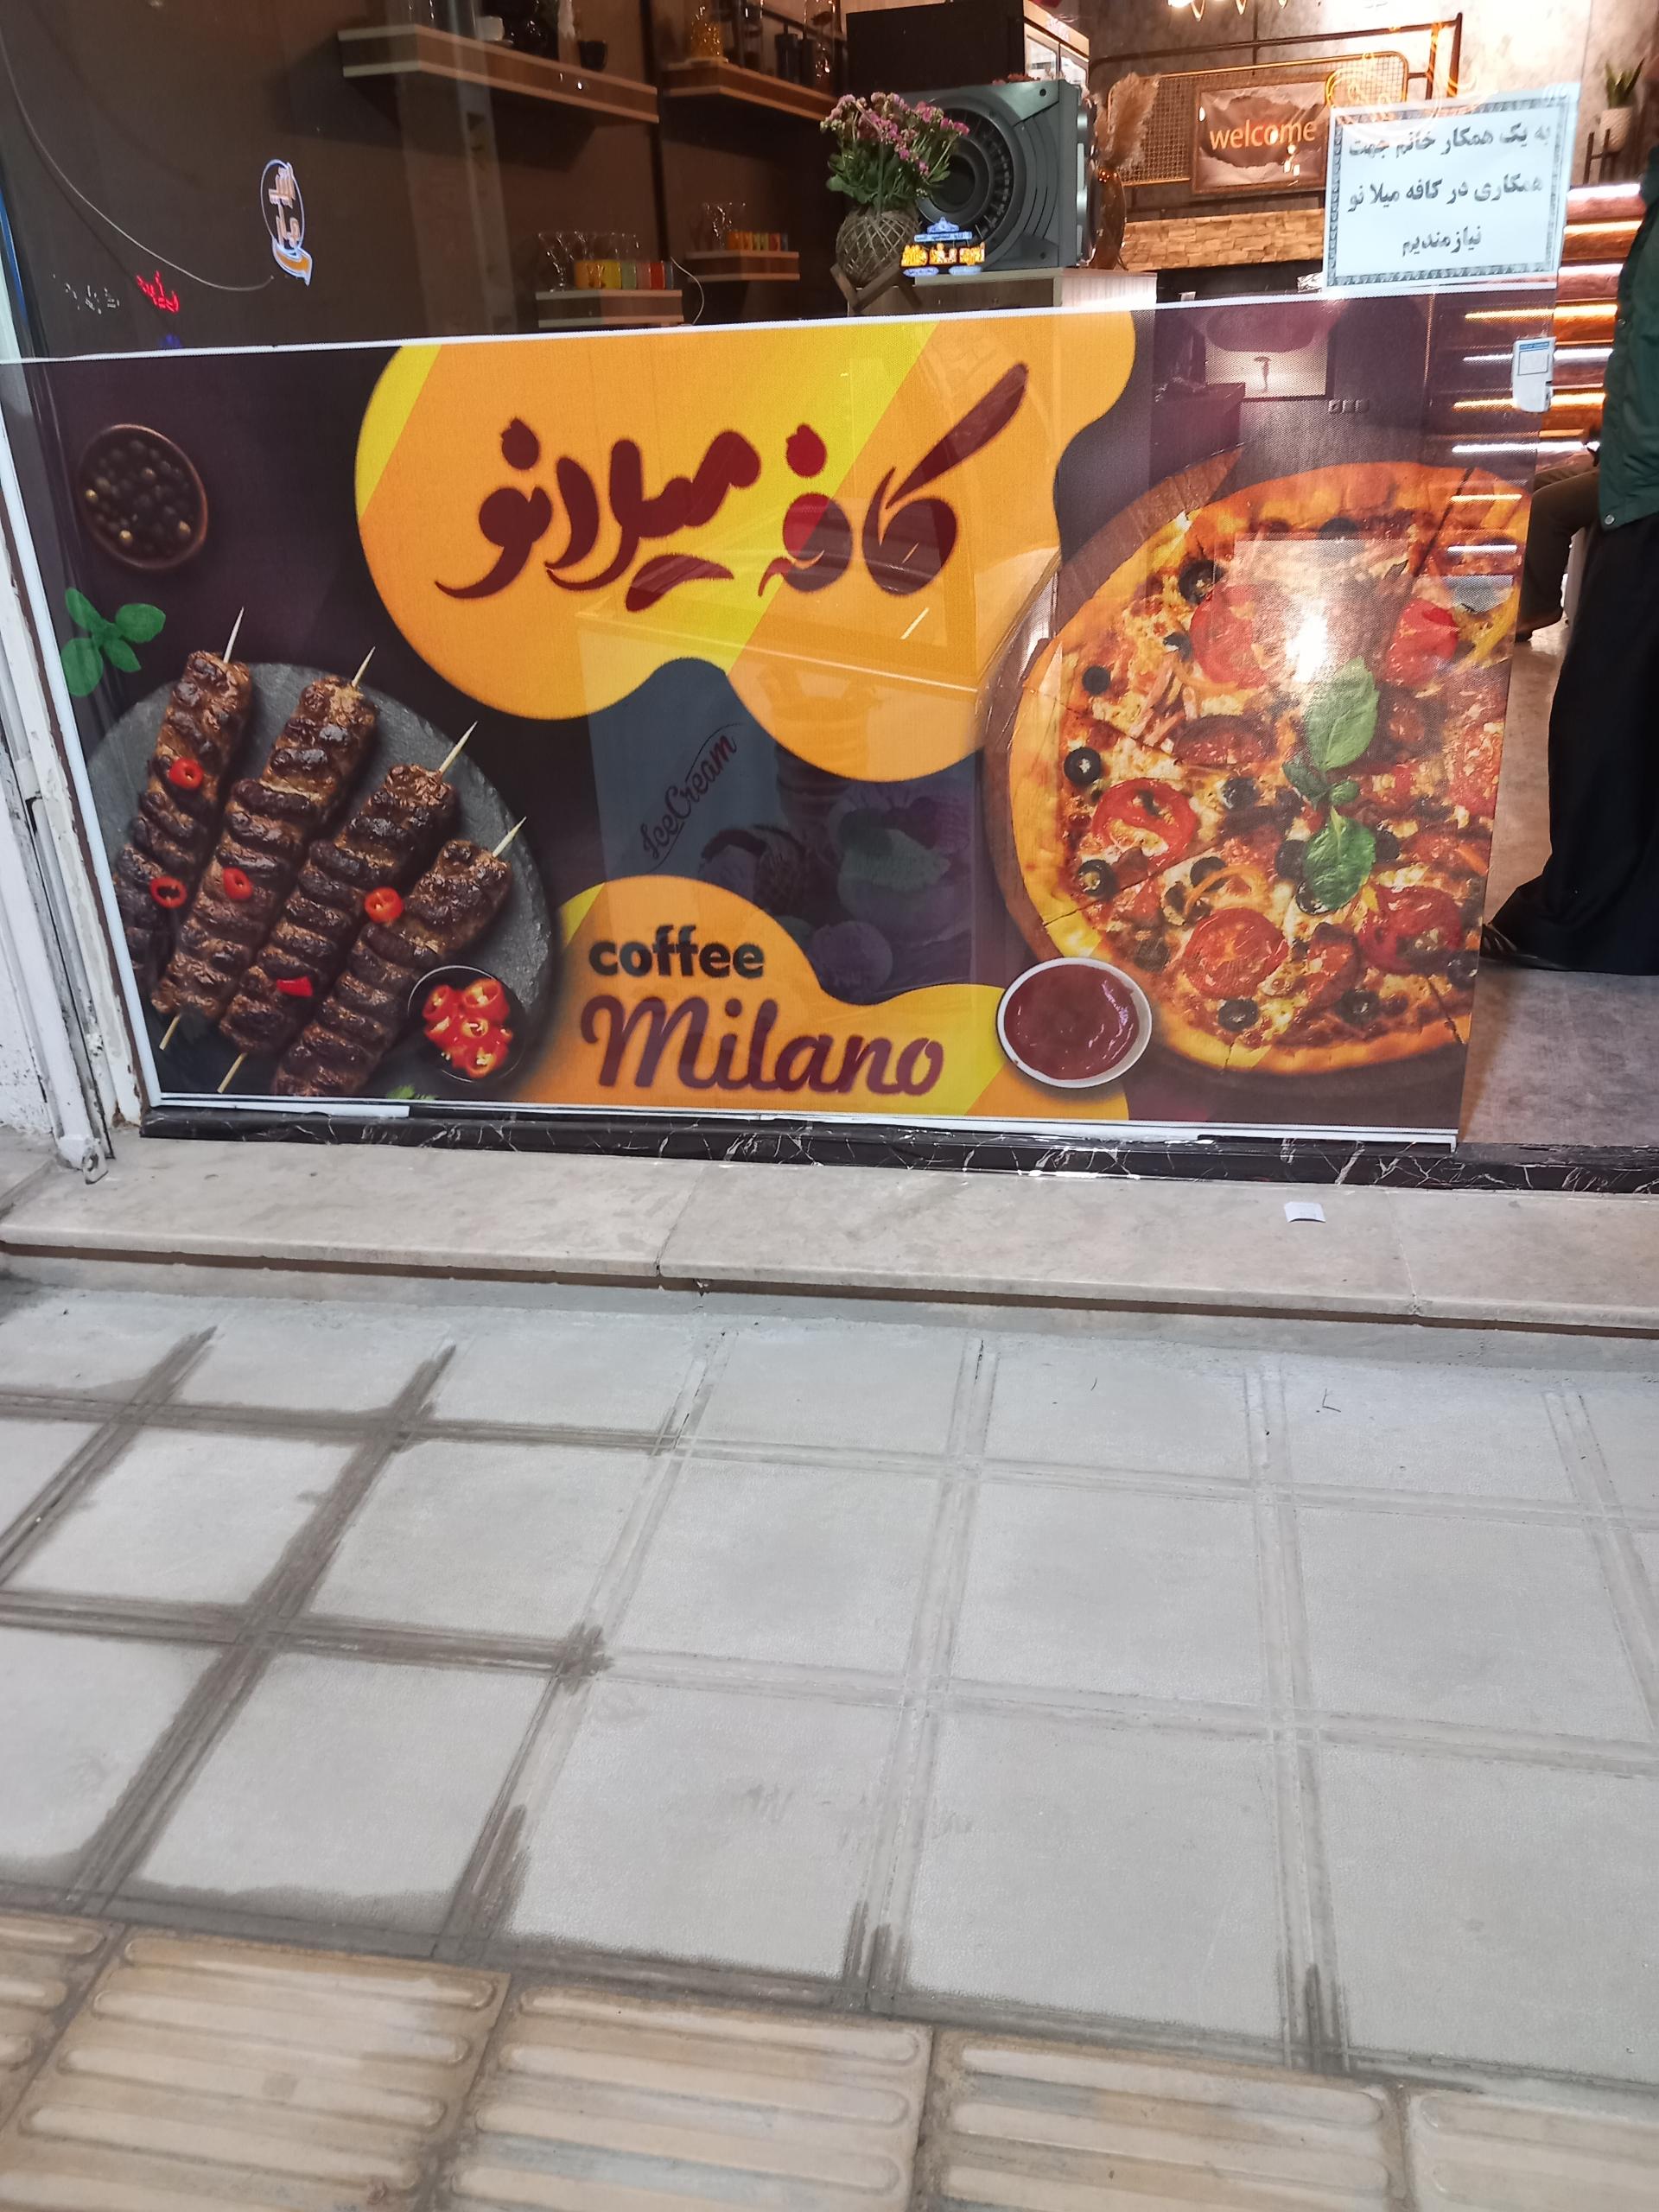 welcome
به یک همکار خانم جهت
همکاری در کافه میلا نو
نیازمندیم
کافه میلانو
IceCream
coffee
Milano